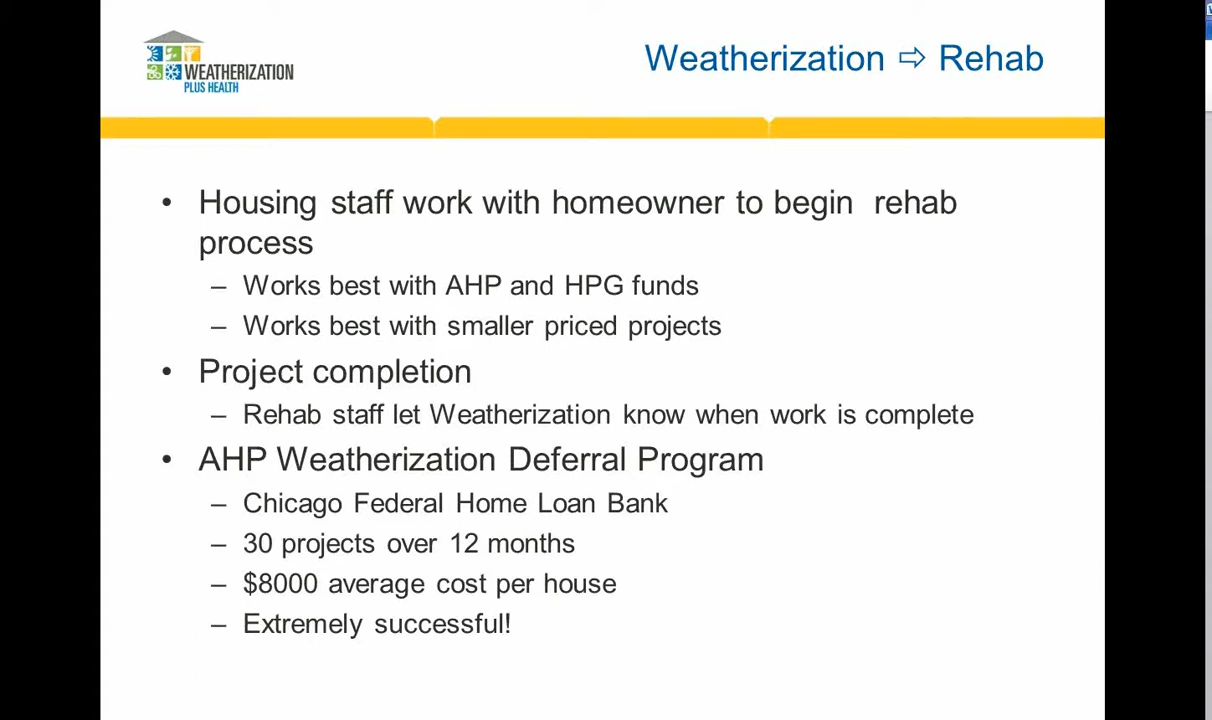 WEATHERIZATION
PLUS HEALTH
Weatherization ⇨ Rehab
• Housing staff work with homeowner to begin rehab
process
– Works best with AHP and HPG funds
– Works best with smaller priced projects
• Project completion
– Rehab staff let Weatherization know when work is complete
• AHP Weatherization Deferral Program
– Chicago Federal Home Loan Bank
– 30 projects over 12 months
– $8000 average cost per house
– Extremely successful!